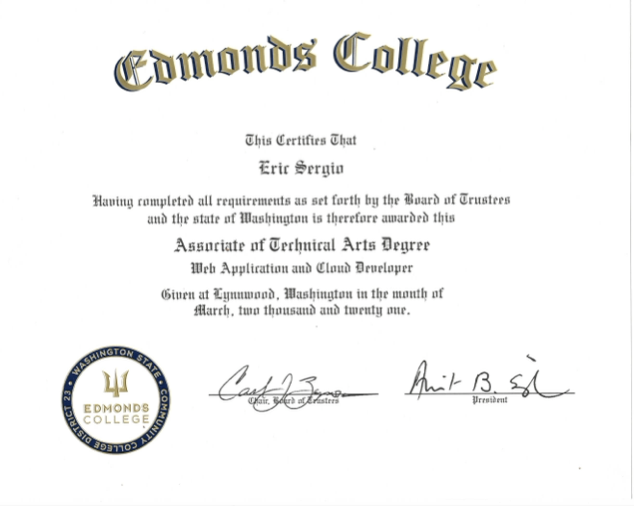 Edmonds College
This Certifies That
Eric Sergio
Having completed all requirements as set forth by the Board of Trustees
and the state of Washington is therefore awarded this
Associate of Technical Arts Degree
Web Application and Cloud Developer
Given at Lynnwood, Washington in the month of
March, two thousand and twenty one.
WASHINGTON STATE • COMMUNITY COLLEGE DISTRICT 23 •
EDMONDS
COLLEGE
Chair, Board of Trustees
Amit B. Singh
President